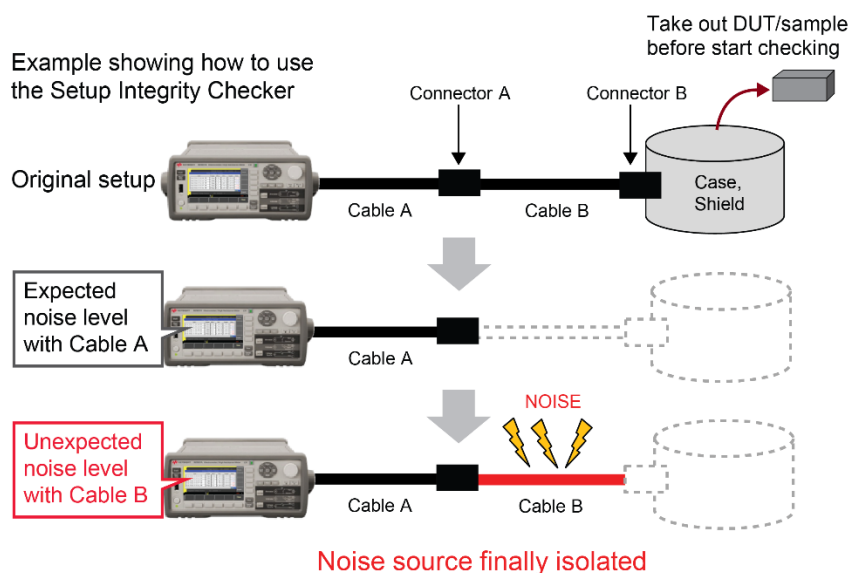 Take out DUT/sample
before start checking
Example showing how to use
the Setup Integrity Checker
Connector A
Connector B
Original setup
Case,
Shield
Cable A
Cable B
Expected
noise level
with Cable A
Cable A
NOISE
Unexpected
noise level
with Cable B
Cable A
Cable B
Noise source finally isolated